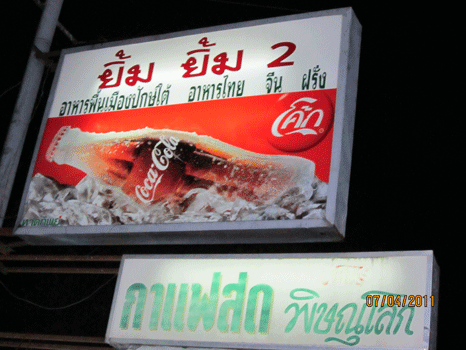 ยิ้ม ยิ้ม 2
อาหารพื้นเมืองปักษ์ใต้ อาหารไทย จีน ฝรั่ง
โค้ก
Coca-Cola
กาแฟสด พิษณุโลก
07/04/2011